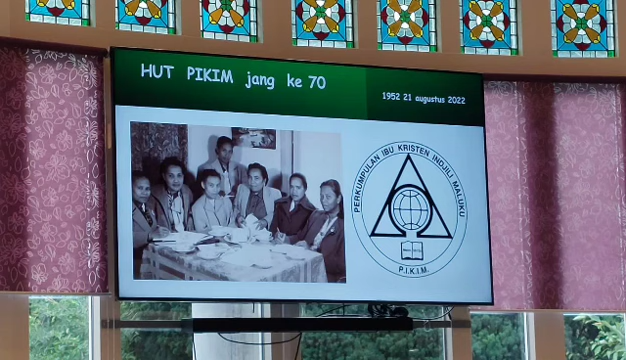 HUT PIKIM jang ke 70
1952 21 augustus 2022
PERKUMPULAN IBU KRISTEN INDJILI MALUKU
P.I.K.I.M.